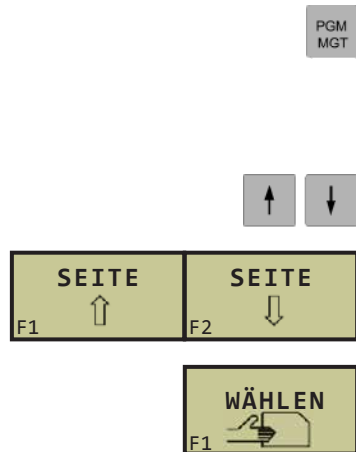 PGM
MGT
SEITE SEITE
F1 F2
WÄHLEN
F1